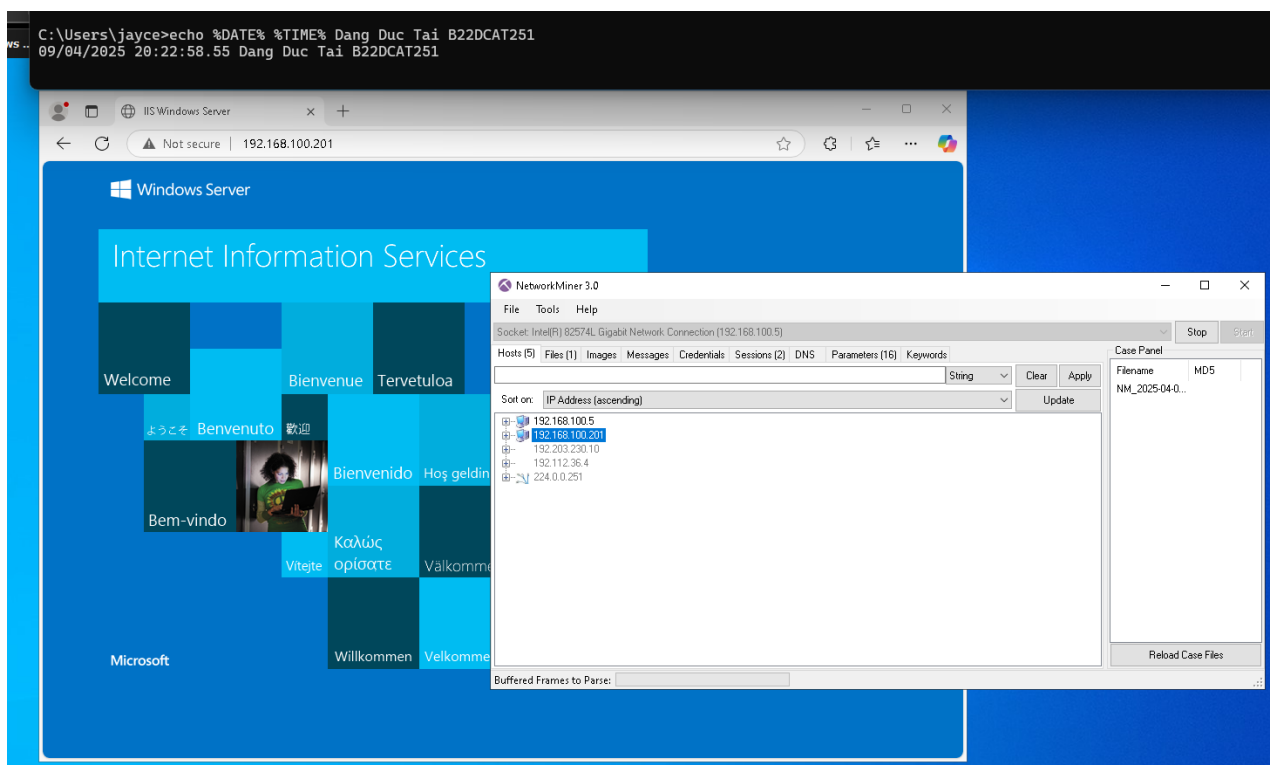 ws ..
C:\Users\jayce>echo %DATE% %TIME% Dang Duc Tai B22DCAT251
09/04/2025 20:22:58.55 Dang Duc Tai B22DCAT251
IIS Windows Server
Not secure
192.168.100.201
Windows Server
Internet Information Services
Welcome
Bienvenue
Tervetuloa
ようこそ
Benvenuto
歡迎
Bienvenido
Hoş geldin
Bem-vindo
Καλώς
ορίσατε
Vítejte
Välkomme
Microsoft
Willkommen
Velkomme
NetworkMiner 3.0
File Tools Help
Socket: Intel(R) 82574L Gigabit Network Connection (192.168.100.5)
Stop
Start
Hosts (5) Files (1) Images Messages Credentials Sessions (2) DNS Parameters (16) Keywords
String
Clear
Apply
Sort on:
IP Address (ascending)
Update
192.168.100.5
192.168.100.201
192.203.230.10
192.112.36.4
224.0.0.251
Case Panel
Filename MD5
NM_2025-04-0...
Reload Case Files
Buffered Frames to Parse: